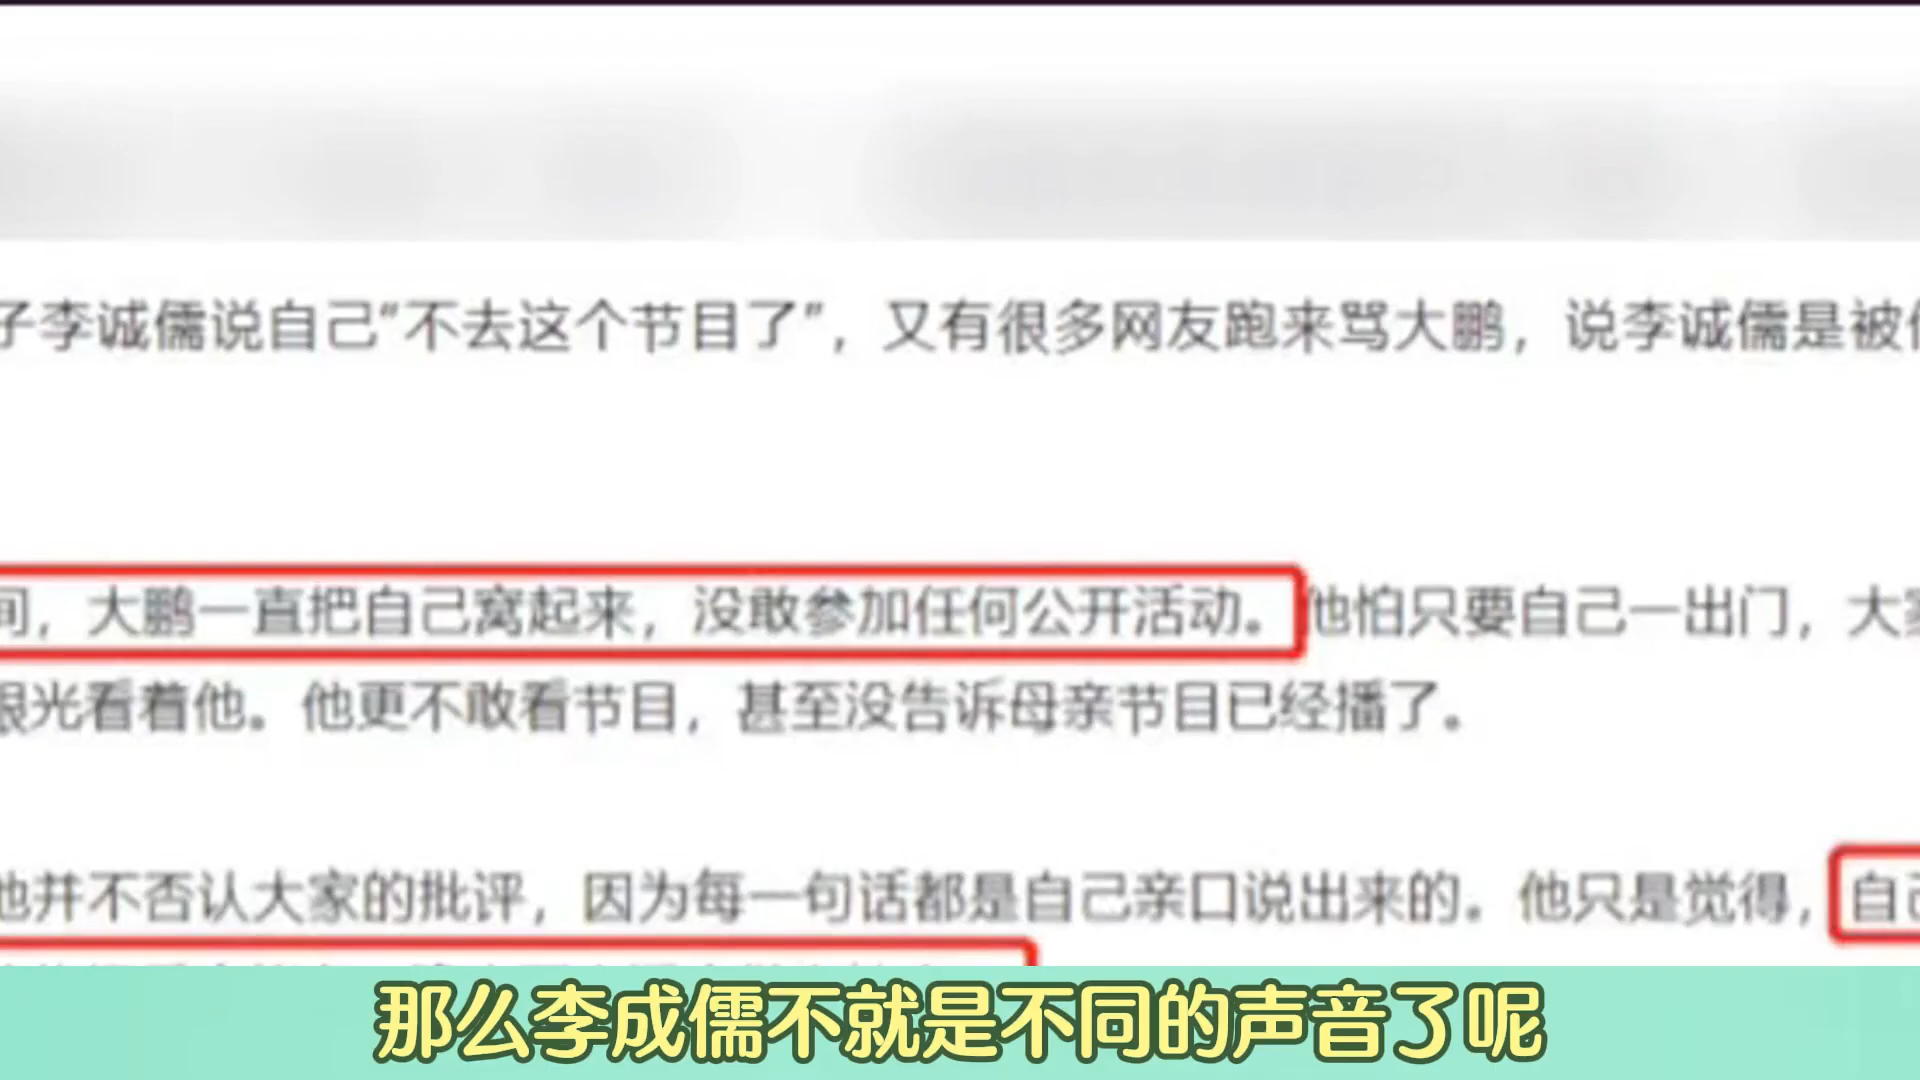 子李诚儒说自己“不去这个节目了”，又有很多网友跑来骂大鹏，说李诚儒是被
间，大鹏一直把自己窝起来，没敢参加任何公开活动。他怕只要自己一出门，大家
眼光看着他。他更不敢看节目，甚至没告诉母亲节目已经播了。
他并不否认大家的批评，因为每一句话都是自己亲口说出来的。他只是觉得，自己
那么李成儒不就是不同的声音了呢